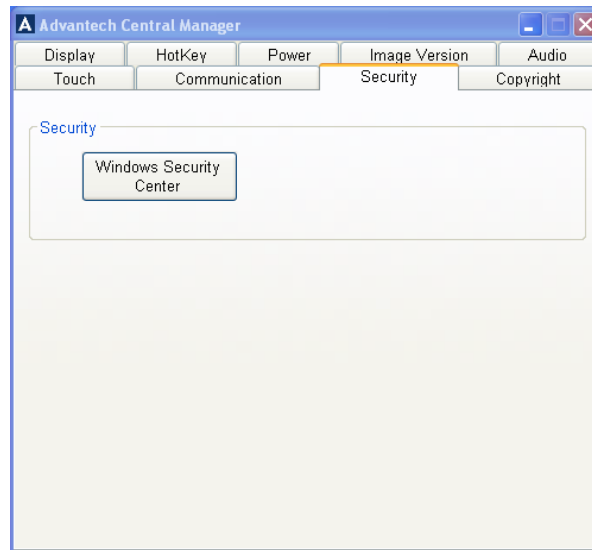 A Advantech Central Manager
Display HotKey Power Image Version Audio
Touch Communication Security Copyright
Security
Windows Security
Center